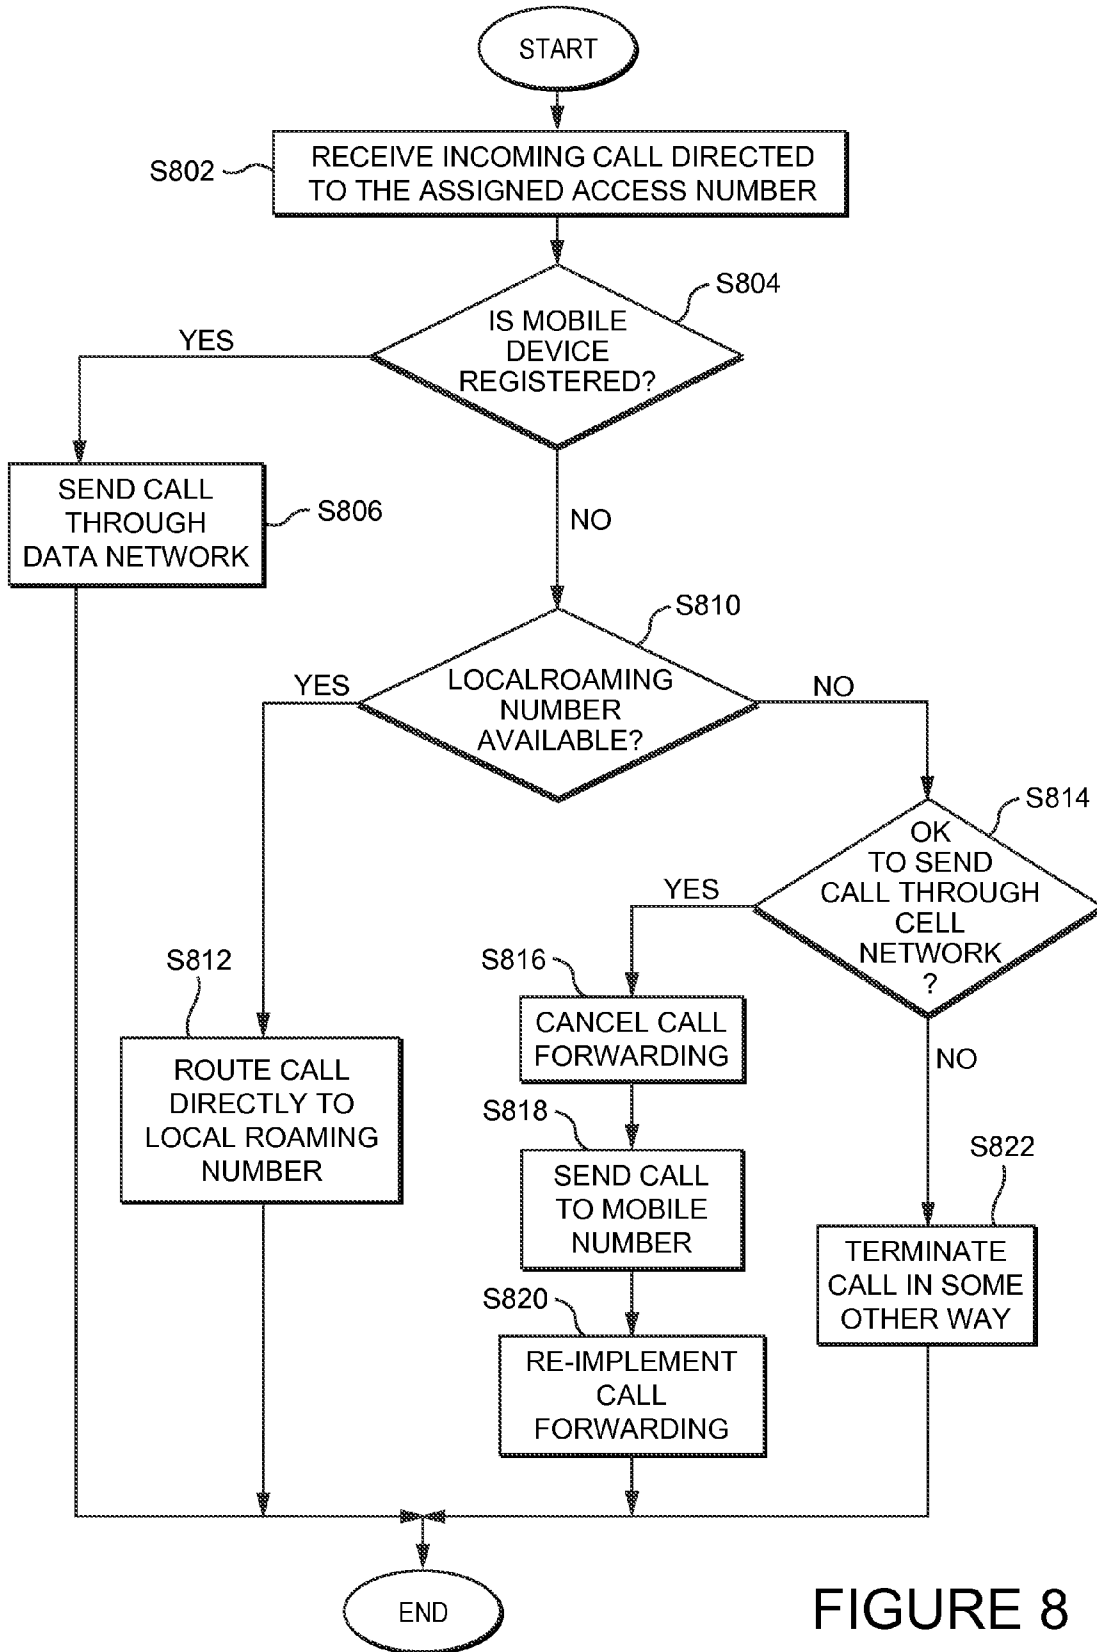 START
S802
RECEIVE INCOMING CALL DIRECTED
TO THE ASSIGNED ACCESS NUMBER
S804
IS MOBILE
DEVICE
REGISTERED?
YES
SEND CALL
THROUGH
DATA NETWORK
S806
NO
S810
LOCALROAMING
NUMBER
AVAILABLE?
YES
NO
S814
OK
TO SEND
CALL THROUGH
CELL
NETWORK
?
YES
NO
S812
ROUTE CALL
DIRECTLY TO
LOCAL ROAMING
NUMBER
S816
CANCEL CALL
FORWARDING
S818
SEND CALL
TO MOBILE
NUMBER
S820
RE-IMPLEMENT
CALL
FORWARDING
S822
TERMINATE
CALL IN SOME
OTHER WAY
END
FIGURE 8